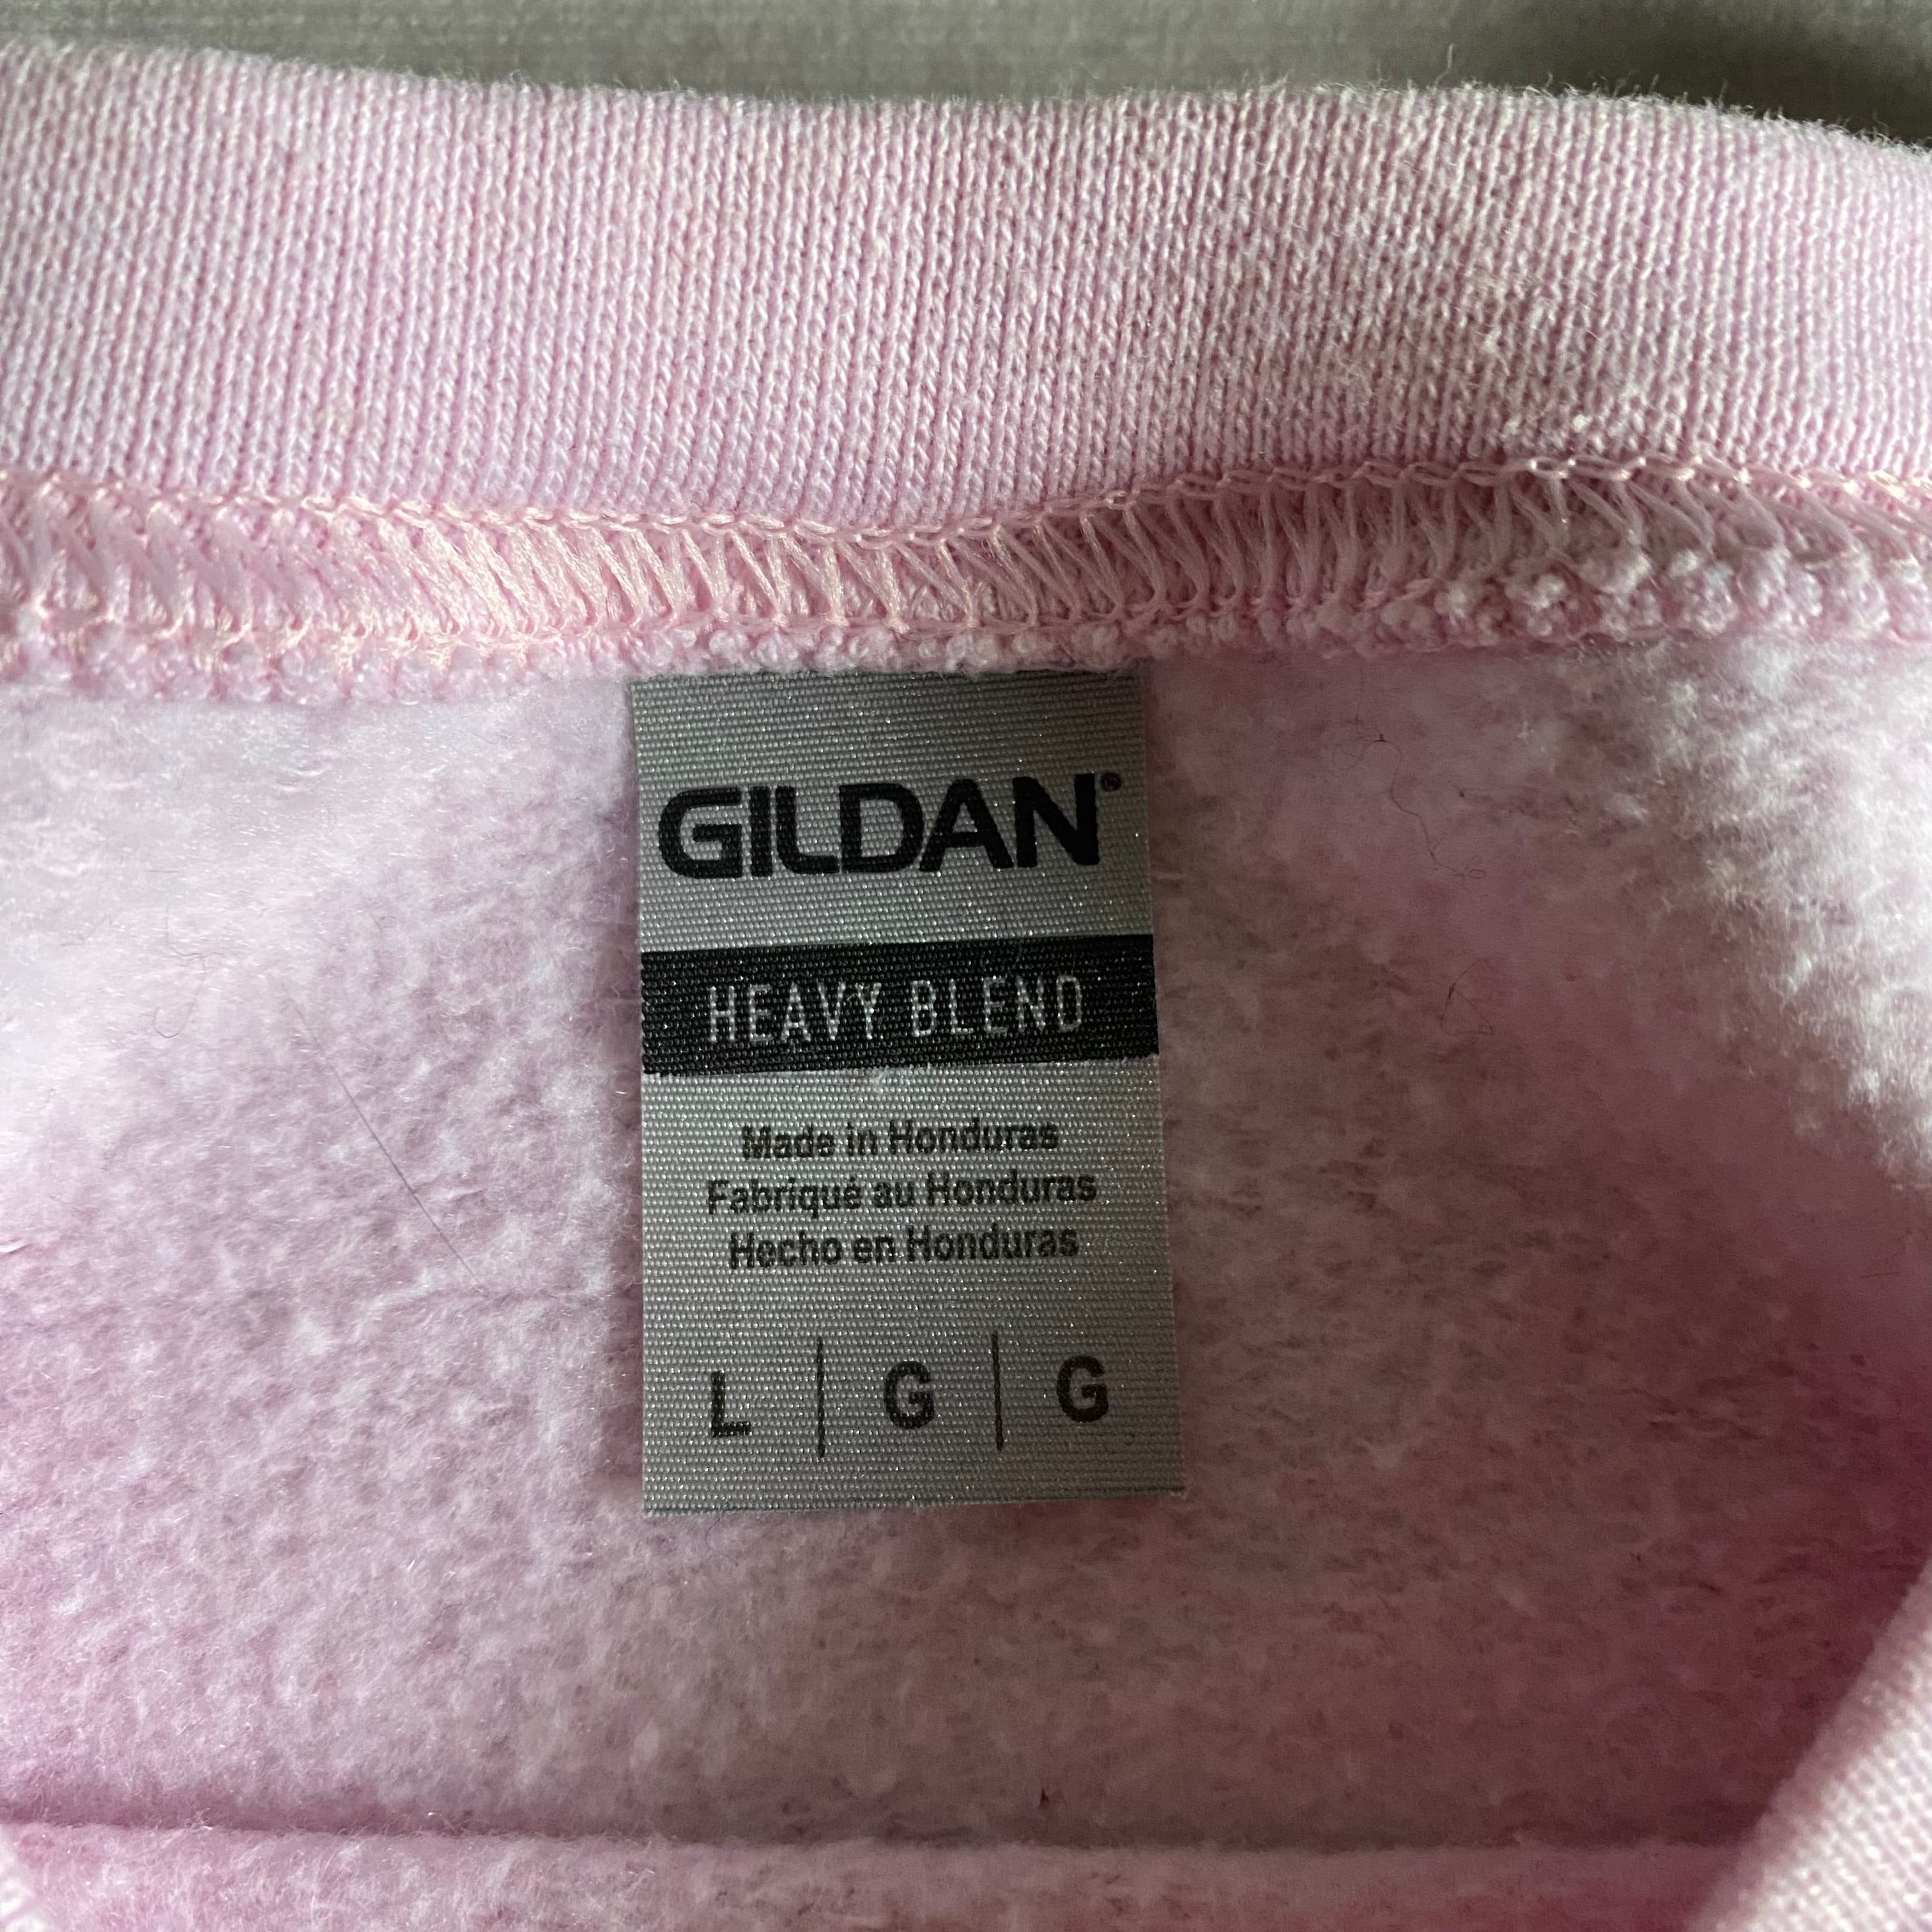 GILDAN®
HEAVY BLEND
Made in Honduras
Fabriqué au Honduras
Hecho en Honduras
L | G | G